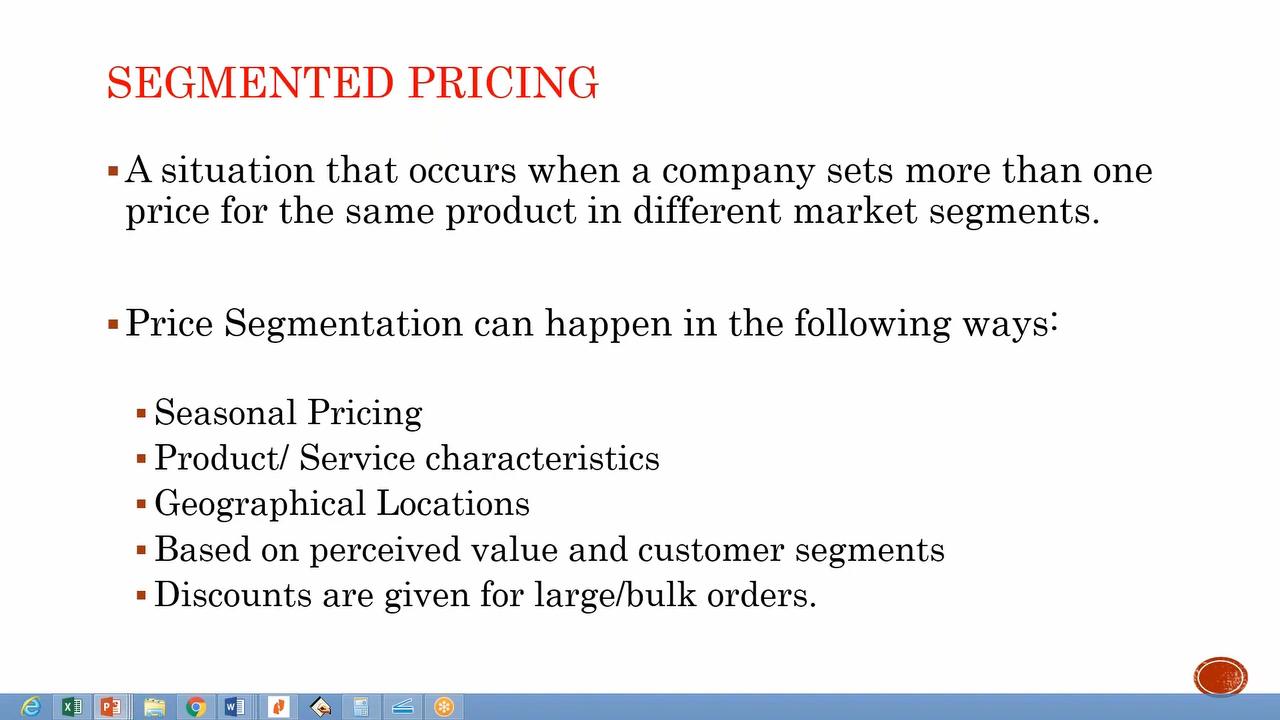 SEGMENTED PRICING
A situation that occurs when a company sets more than one
price for the same product in different market segments.
Price Segmentation can happen in the following ways:
Seasonal Pricing
Product/ Service characteristics
Geographical Locations
Based on perceived value and customer segments
Discounts are given for large/bulk orders.